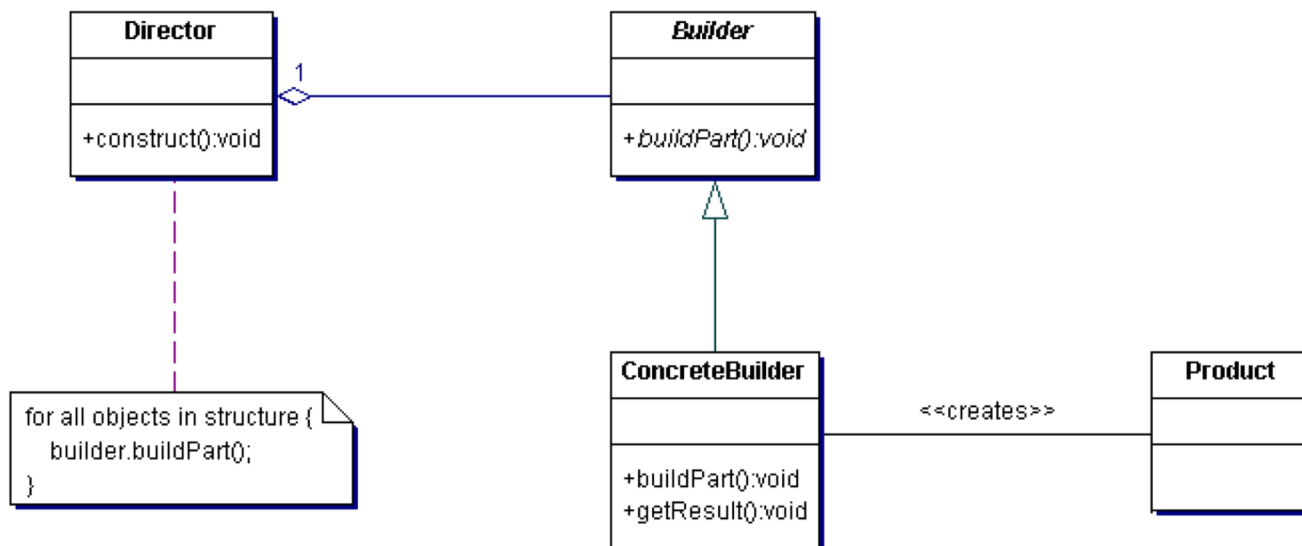 Director
Builder
1
+construct():void
+buildPart():void
for all objects in structure {
builder.buildPart();
}
ConcreteBuilder
+buildPart():void
+getResult():void
<<creates>>
Product